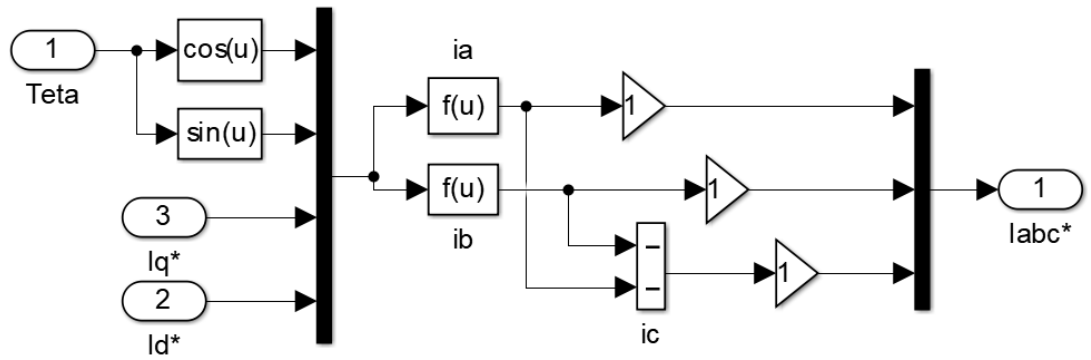 1
Teta
cos(u)
sin(u)
3
Iq*
2
Id*
ia
f(u)
f(u)
ib
1
1
–
–
ic
1
1
Iabc*